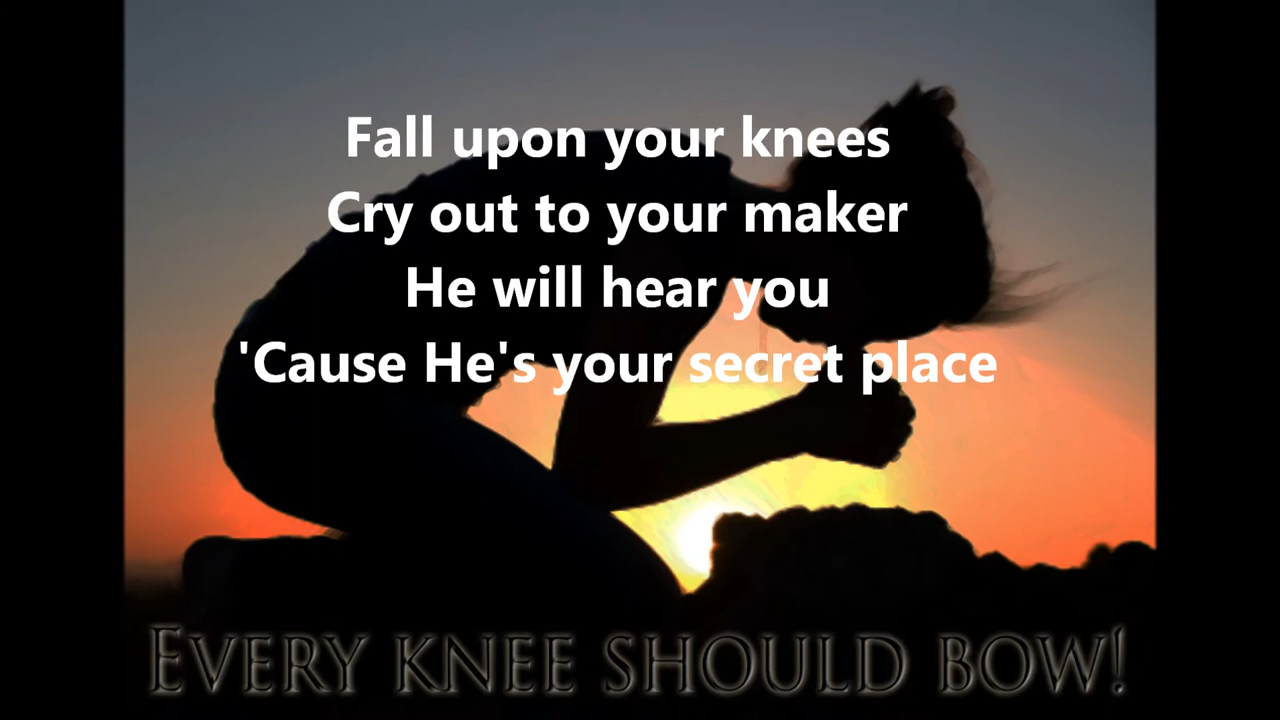 Fall upon your knees
Cry out to your maker
He will hear you
'Cause He's your secret place
EVERY KNEE SHOULD BOW!